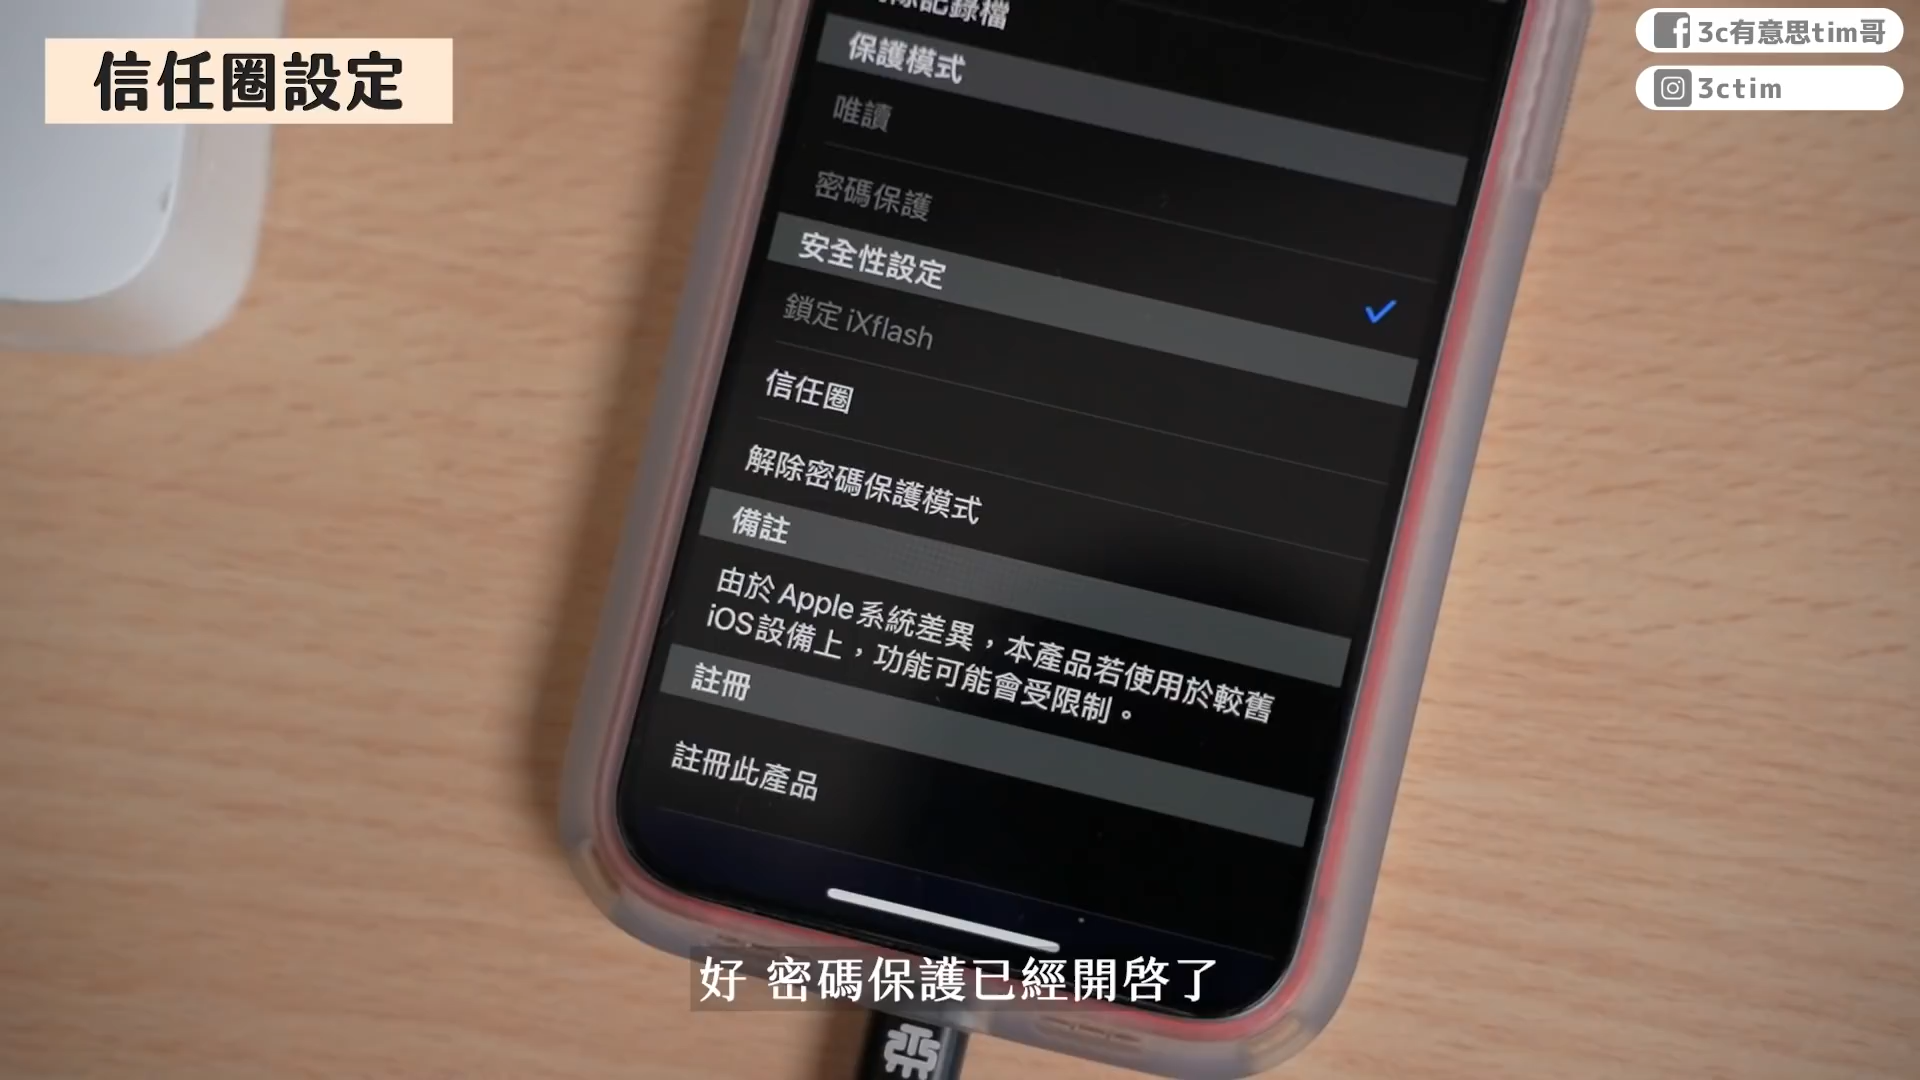 信任圈設定
3c有意思tim哥
3ctim
除記錄檔
保護模式
唯讀
密碼保護
安全性設定
鎖定 iXflash
信任圈
解除密碼保護模式
備註
由於 Apple 系統差異，本產品若使用於較舊
iOS 設備上，功能可能會受限制。
註冊
註冊此產品
好 密碼保護已經開啓了